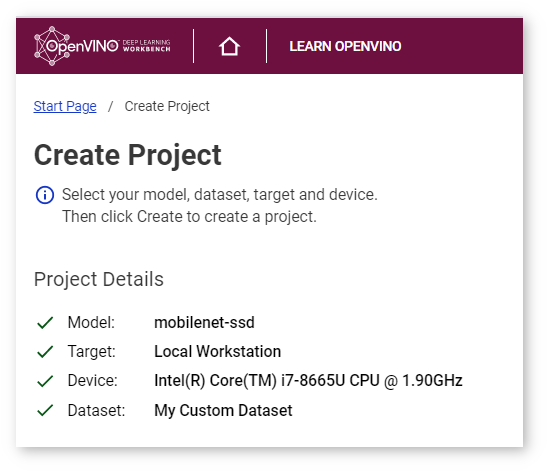 OpenVINO™ DEEP LEARNING WORKBENCH
LEARN OPENVINO
Start Page / Create Project
Create Project
Select your model, dataset, target and device.
Then click Create to create a project.
Project Details
Model: mobilenet-ssd
Target: Local Workstation
Device: Intel(R) Core(TM) i7-8665U CPU @ 1.90GHz
Dataset: My Custom Dataset